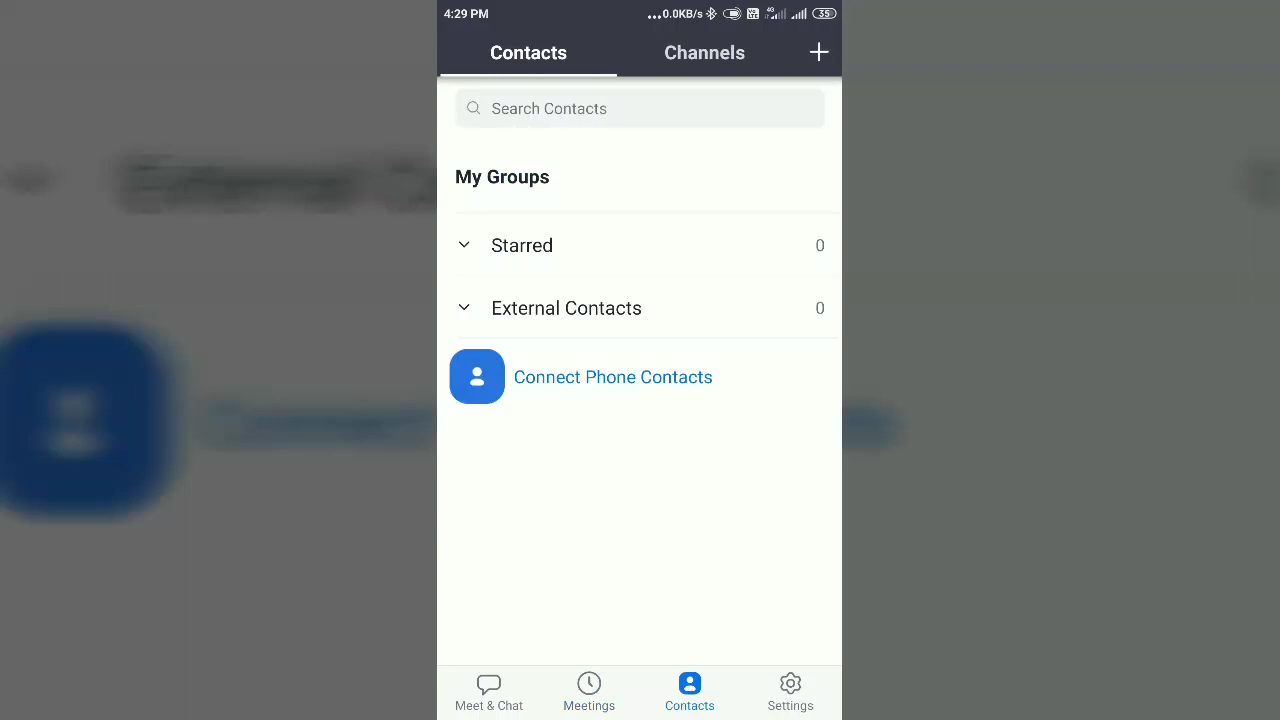 4:29 PM ...0.0KB/s 4G 35
Contacts Channels
Search Contacts
My Groups
Starred 0
External Contacts 0
Connect Phone Contacts
Meet & Chat Meetings Contacts Settings